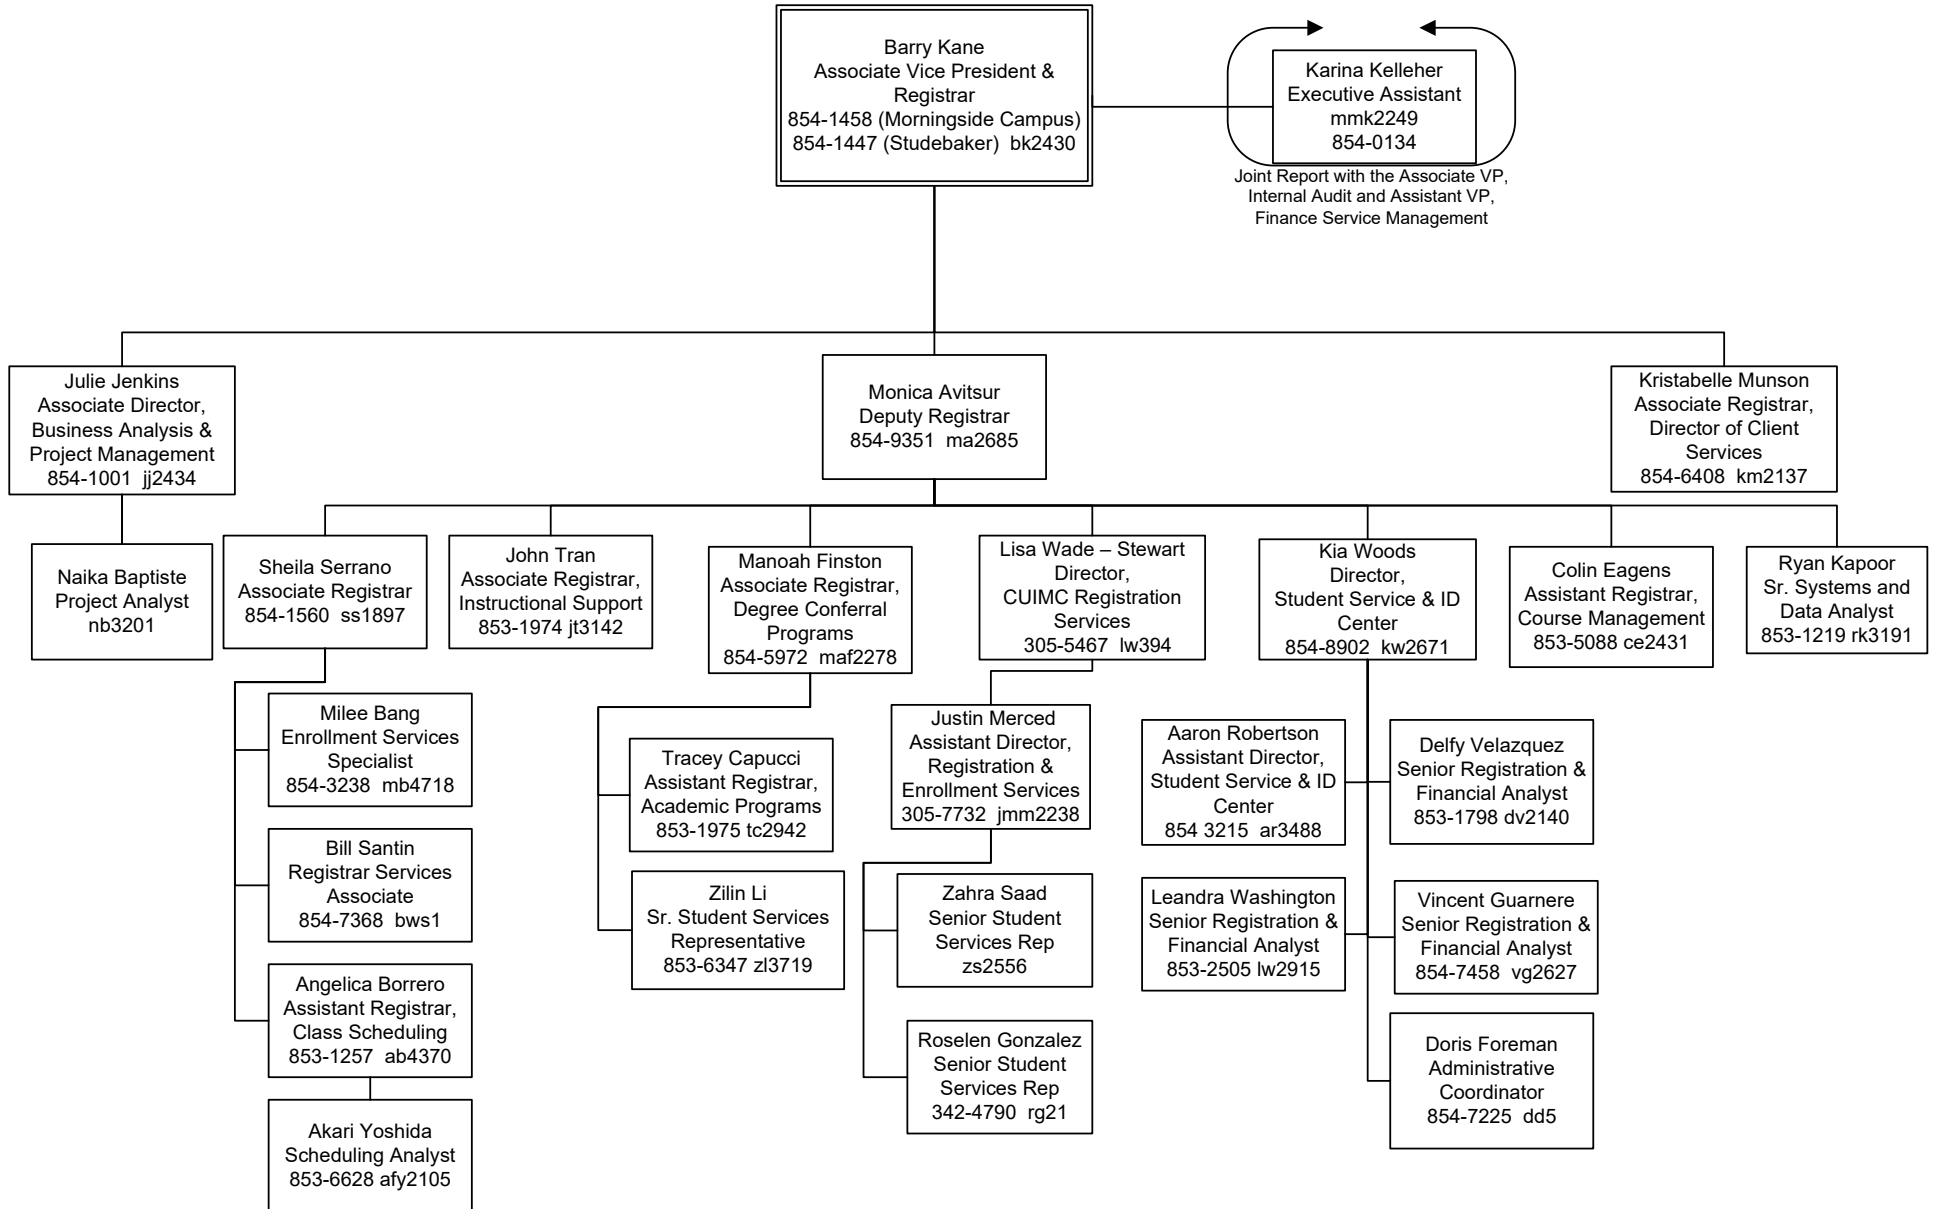 Barry Kane
Associate Vice President &
Registrar
854-1458 (Morningside Campus)
854-1447 (Studebaker)  bk2430
Karina Kelleher
Executive Assistant
mmk2249
854-0134
Joint Report with the Associate VP,
Internal Audit and Assistant VP,
Finance Service Management
Julie Jenkins
Associate Director,
Business Analysis &
Project Management
854-1001  jj2434
Monica Avitsur
Deputy Registrar
854-9351  ma2685
Kristabelle Munson
Associate Registrar,
Director of Client
Services
854-6408  km2137
Naika Baptiste
Project Analyst
nb3201
Sheila Serrano
Associate Registrar
854-1560  ss1897
John Tran
Associate Registrar,
Instructional Support
853-1974 jt3142
Manoah Finston
Associate Registrar,
Degree Conferral
Programs
854-5972  maf2278
Lisa Wade – Stewart
Director,
CUIMC Registration
Services
305-5467  lw394
Kia Woods
Director,
Student Service & ID
Center
854-8902  kw2671
Colin Eagens
Assistant Registrar,
Course Management
853-5088 ce2431
Ryan Kapoor
Sr. Systems and
Data Analyst
853-1219 rk3191
Milee Bang
Enrollment Services
Specialist
854-3238  mb4718
Bill Santin
Registrar Services
Associate
854-7368  bws1
Angelica Borrero
Assistant Registrar,
Class Scheduling
853-1257  ab4370
Akari Yoshida
Scheduling Analyst
853-6628 afy2105
Tracey Capucci
Assistant Registrar,
Academic Programs
853-1975 tc2942
Zilin Li
Sr. Student Services
Representative
853-6347 zl3719
Justin Merced
Assistant Director,
Registration &
Enrollment Services
305-7732  jmm2238
Zahra Saad
Senior Student
Services Rep
zs2556
Roselen Gonzalez
Senior Student
Services Rep
342-4790  rg21
Aaron Robertson
Assistant Director,
Student Service & ID
Center
854 3215  ar3488
Leandra Washington
Senior Registration &
Financial Analyst
853-2505 lw2915
Delfy Velazquez
Senior Registration &
Financial Analyst
853-1798 dv2140
Vincent Guarnere
Senior Registration &
Financial Analyst
854-7458  vg2627
Doris Foreman
Administrative
Coordinator
854-7225  dd5